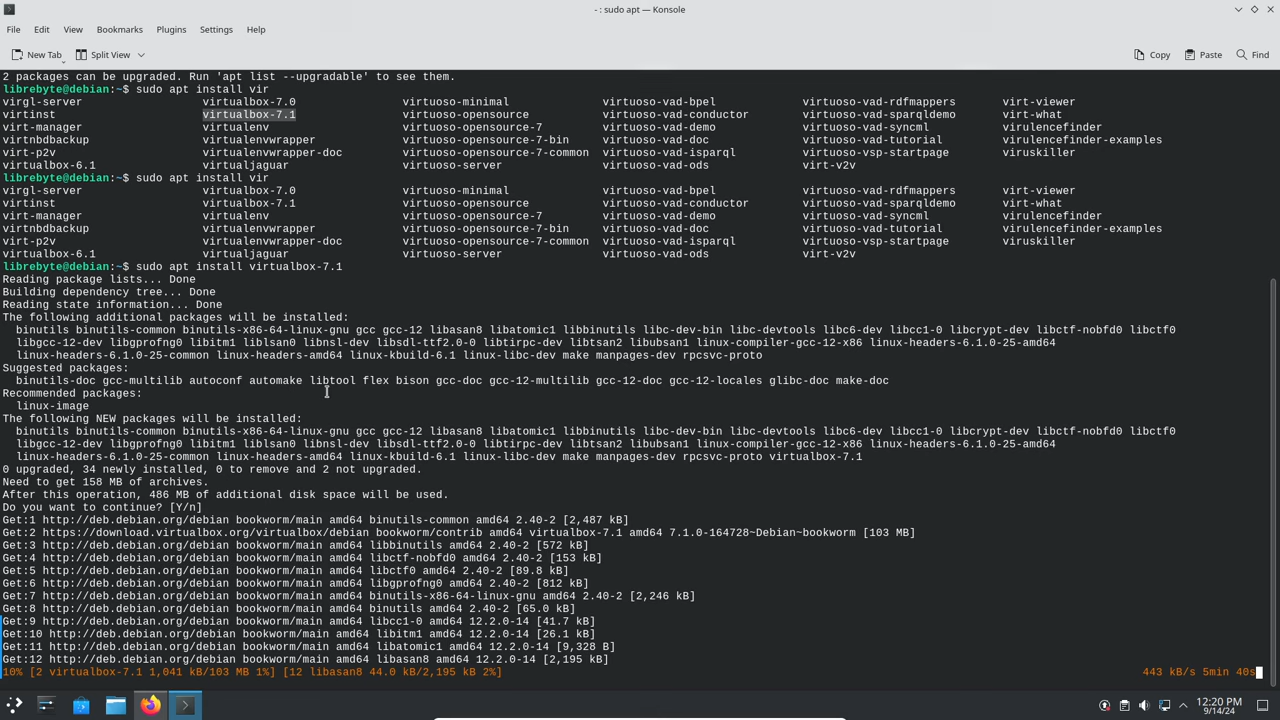 - : sudo apt — Konsole
File Edit View Bookmarks Plugins Settings Help
New Tab Split View Copy Paste Find
2 packages can be upgraded. Run 'apt list --upgradable' to see them.
librebyte@debian:~$ sudo apt install vir
virgl-server virtualbox-7.0 virtuoso-minimal virtuoso-vad-bpel virtuoso-vad-rdfmappers virt-viewer
virtinst virtualbox-7.1 virtuoso-opensource virtuoso-vad-conductor virtuoso-vad-sparqldemo virt-what
virt-manager virtualenv virtuoso-opensource-7 virtuoso-vad-demo virtuoso-vad-syncml virulencefinder
virtnbdbackup virtualenvwrapper virtuoso-opensource-7-bin virtuoso-vad-doc virtuoso-vad-tutorial virulencefinder-examples
virt-p2v virtualenvwrapper-doc virtuoso-opensource-7-common virtuoso-vad-isparql virtuoso-vsp-startpage viruskiller
virtualbox-6.1 virtualjaguar virtuoso-server virtuoso-vad-ods virt-v2v
librebyte@debian:~$ sudo apt install vir
virgl-server virtualbox-7.0 virtuoso-minimal virtuoso-vad-bpel virtuoso-vad-rdfmappers virt-viewer
virtinst virtualbox-7.1 virtuoso-opensource virtuoso-vad-conductor virtuoso-vad-sparqldemo virt-what
virt-manager virtualenv virtuoso-opensource-7 virtuoso-vad-demo virtuoso-vad-syncml virulencefinder
virtnbdbackup virtualenvwrapper virtuoso-opensource-7-bin virtuoso-vad-doc virtuoso-vad-tutorial virulencefinder-examples
virt-p2v virtualenvwrapper-doc virtuoso-opensource-7-common virtuoso-vad-isparql virtuoso-vsp-startpage viruskiller
virtualbox-6.1 virtualjaguar virtuoso-server virtuoso-vad-ods virt-v2v
librebyte@debian:~$ sudo apt install virtualbox-7.1
Reading package lists... Done
Building dependency tree... Done
Reading state information... Done
The following additional packages will be installed:
binutils binutils-common binutils-x86-64-linux-gnu gcc gcc-12 libasan8 libatomic1 libbinutils libc-dev-bin libc-devtools libc6-dev libcc1-0 libcrypt-dev libctf-nobfd0 libctf0
libgcc-12-dev libgprofng0 libitm1 liblsan0 libnsl-dev libsdl-ttf2.0-0 libtirpc-dev libtsan2 libubsan1 linux-compiler-gcc-12-x86 linux-headers-6.1.0-25-amd64
linux-headers-6.1.0-25-common linux-headers-amd64 linux-kbuild-6.1 linux-libc-dev make manpages-dev rpcsvc-proto
Suggested packages:
binutils-doc gcc-multilib autoconf automake libtool flex bison gcc-doc gcc-12-multilib gcc-12-doc gcc-12-locales glibc-doc make-doc
Recommended packages:
linux-image
The following NEW packages will be installed:
binutils binutils-common binutils-x86-64-linux-gnu gcc gcc-12 libasan8 libatomic1 libbinutils libc-dev-bin libc-devtools libc6-dev libcc1-0 libcrypt-dev libctf-nobfd0 libctf0
libgcc-12-dev libgprofng0 libitm1 liblsan0 libnsl-dev libsdl-ttf2.0-0 libtirpc-dev libtsan2 libubsan1 linux-compiler-gcc-12-x86 linux-headers-6.1.0-25-amd64
linux-headers-6.1.0-25-common linux-headers-amd64 linux-kbuild-6.1 linux-libc-dev make manpages-dev rpcsvc-proto virtualbox-7.1
0 upgraded, 34 newly installed, 0 to remove and 2 not upgraded.
Need to get 158 MB of archives.
After this operation, 486 MB of additional disk space will be used.
Do you want to continue? [Y/n]
Get:1 http://deb.debian.org/debian bookworm/main amd64 binutils-common amd64 2.40-2 [2,487 kB]
Get:2 https://download.virtualbox.org/virtualbox/debian bookworm/contrib amd64 virtualbox-7.1 amd64 7.1.0-164728~Debian~bookworm [103 MB]
Get:3 http://deb.debian.org/debian bookworm/main amd64 libbinutils amd64 2.40-2 [572 kB]
Get:4 http://deb.debian.org/debian bookworm/main amd64 libctf-nobfd0 amd64 2.40-2 [153 kB]
Get:5 http://deb.debian.org/debian bookworm/main amd64 libctf0 amd64 2.40-2 [89.8 kB]
Get:6 http://deb.debian.org/debian bookworm/main amd64 libgprofng0 amd64 2.40-2 [812 kB]
Get:7 http://deb.debian.org/debian bookworm/main amd64 binutils-x86-64-linux-gnu amd64 2.40-2 [2,246 kB]
Get:8 http://deb.debian.org/debian bookworm/main amd64 binutils amd64 2.40-2 [65.0 kB]
Get:9 http://deb.debian.org/debian bookworm/main amd64 libcc1-0 amd64 12.2.0-14 [41.7 kB]
Get:10 http://deb.debian.org/debian bookworm/main amd64 libitm1 amd64 12.2.0-14 [26.1 kB]
Get:11 http://deb.debian.org/debian bookworm/main amd64 libatomic1 amd64 12.2.0-14 [9,328 B]
Get:12 http://deb.debian.org/debian bookworm/main amd64 libasan8 amd64 12.2.0-14 [2,195 kB]
10% [2 virtualbox-7.1 1,041 kB/103 MB 1%] [12 libasan8 44.0 kB/2,195 kB 2%] 443 kB/s 5min 40s
12:20 PM
9/14/24